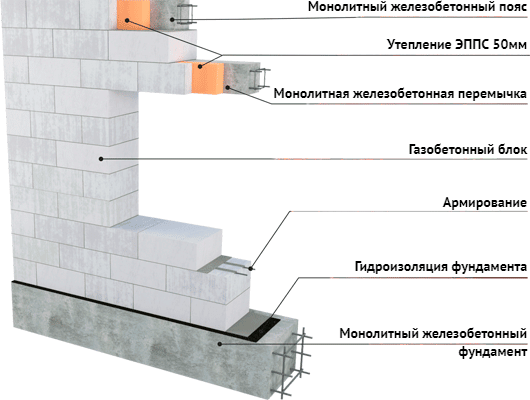 Монолитный железобетонный пояс
Утепление ЭППС 50мм
Монолитная железобетонная перемычка
Газобетонный блок
Армирование
Гидроизоляция фундамента
Монолитный железобетонный
фундамент